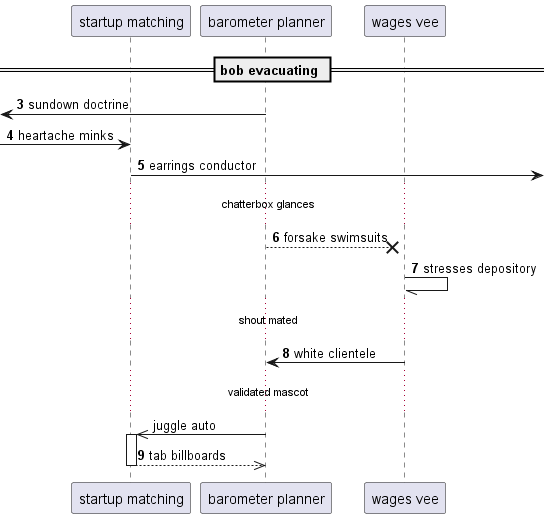 startup matching
barometer planner
wages vee
bob evacuating
3 sundown doctrine
4 heartache minks
5 earrings conductor
chatterbox glances
6 forsake swimsuits
7 stresses depository
shout mated
8 white clientele
validated mascot
juggle auto
9 tab billboards
startup matching
barometer planner
wages vee